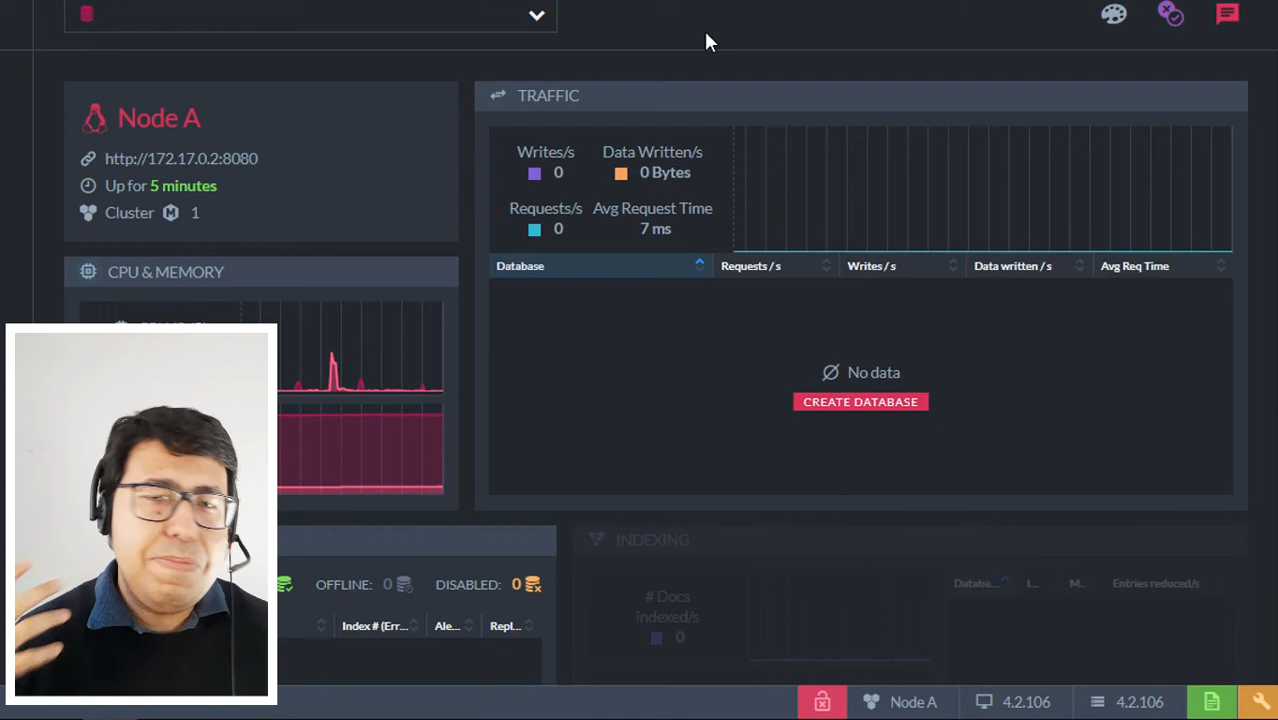 Node A
http://172.17.0.2:8080
Up for 5 minutes
Cluster 1
CPU & MEMORY
TRAFFIC
Writes/s
0
Data Written/s
0 Bytes
Requests/s
0
Avg Request Time
7 ms
Database Requests / s Writes / s Data written / s Avg Req Time
No data
CREATE DATABASE
OFFLINE: 0 DISABLED: 0
Index # (Err... Ale... Repl...
INDEXING
# Docs
indexed/s
0
Databa... I... M... Entries reduced/s
Node A 4.2.106 4.2.106